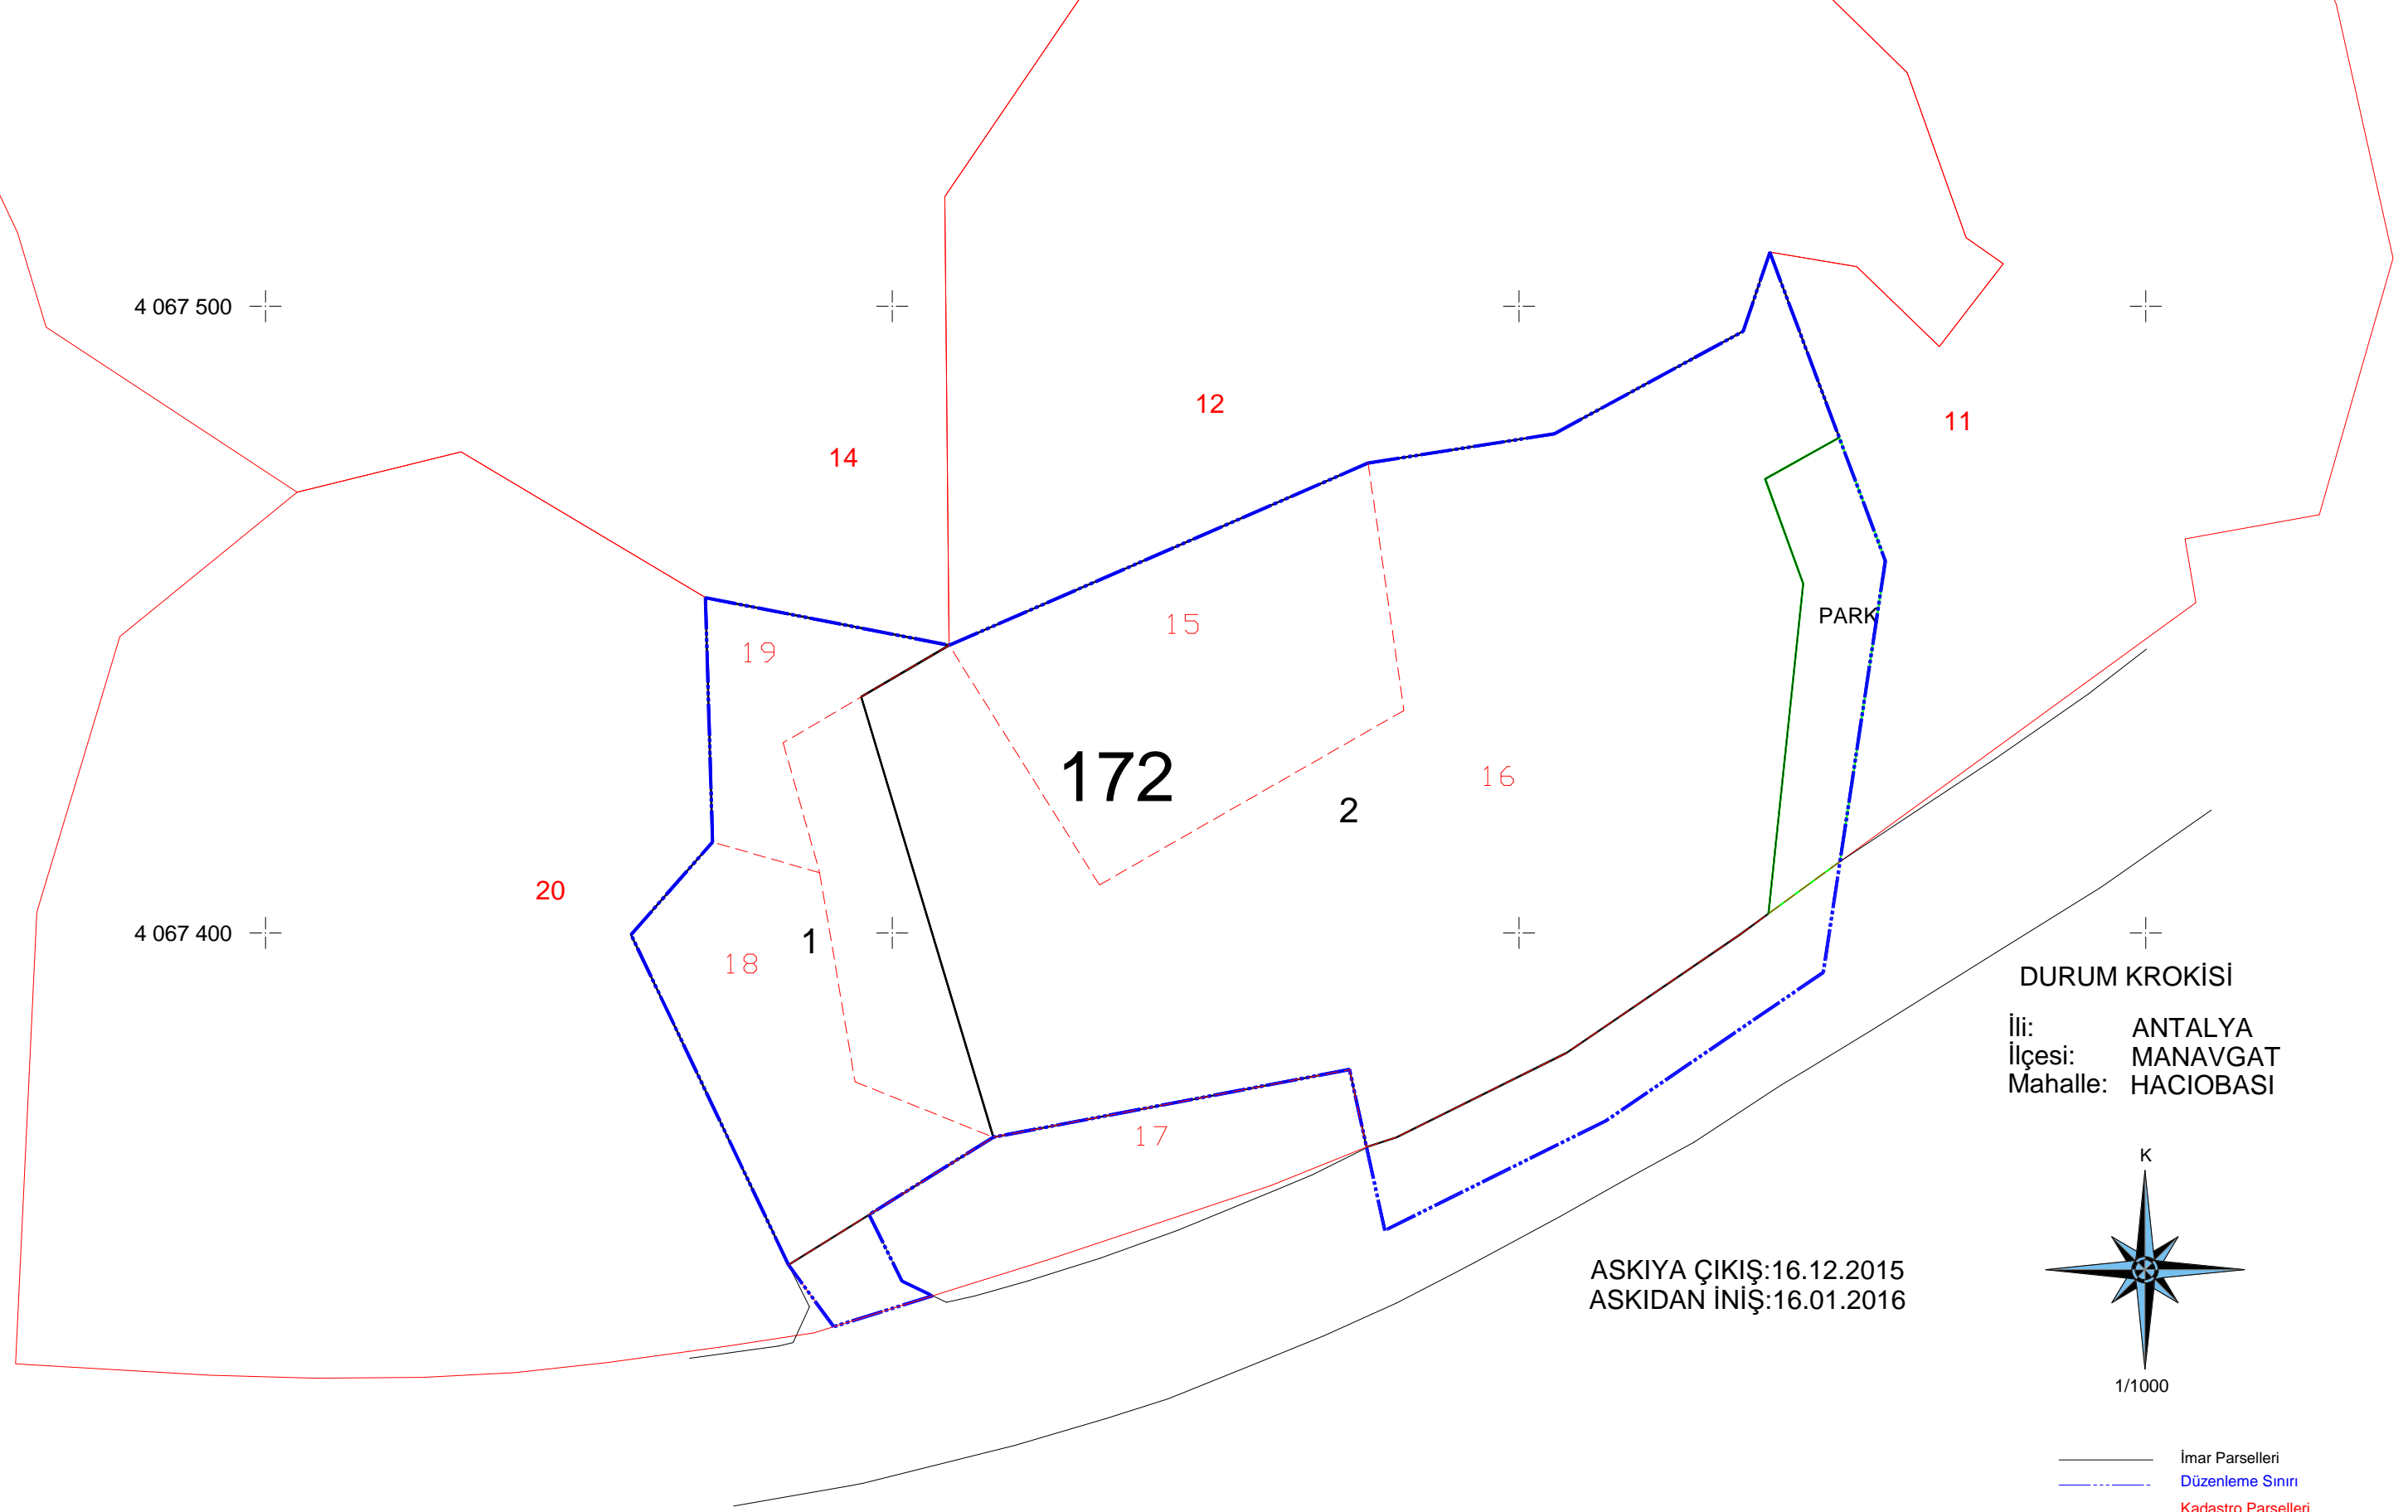 4 067 500
12
11
14
15
PARK
19
172
16
2
20
4 067 400
1
18
DURUM KROKİSİ
İli: ANTALYA
İlçesi: MANAVGAT
Mahalle: HACIOBASI
17
K
ASKIYA ÇIKIŞ:16.12.2015
ASKIDAN İNİŞ:16.01.2016
1/1000
İmar Parselleri
Düzenleme Sınırı
Kadastro Parselleri